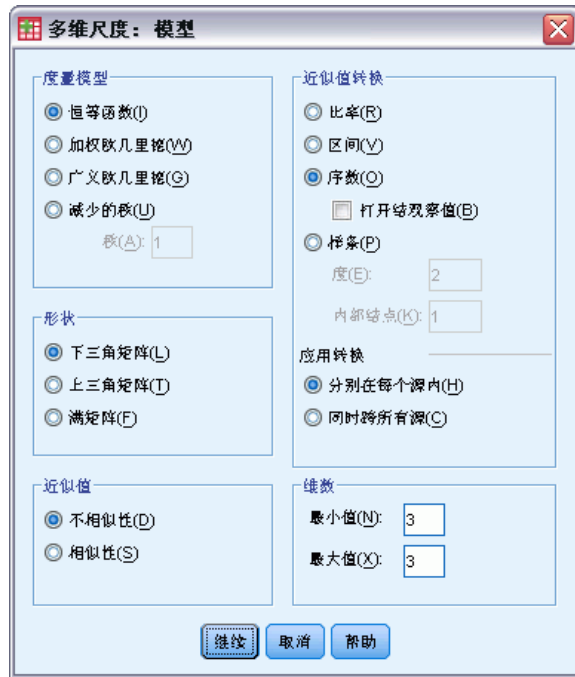 多维尺度：模型
度量模型
恒等函数(I)
加权欧几里德(W)
广义欧几里德(G)
减少的秩(U)
秩(A): 1
形状
下三角矩阵(L)
上三角矩阵(T)
满矩阵(F)
近似值
不相似性(D)
相似性(S)
近似值转换
比率(R)
区间(V)
序数(O)
打开结观察值(B)
样条(P)
度(E): 2
内部结点(K): 1
应用转换
分别在每个源内(H)
同时跨所有源(C)
维数
最小值(N): 3
最大值(X): 3
继续 取消 帮助